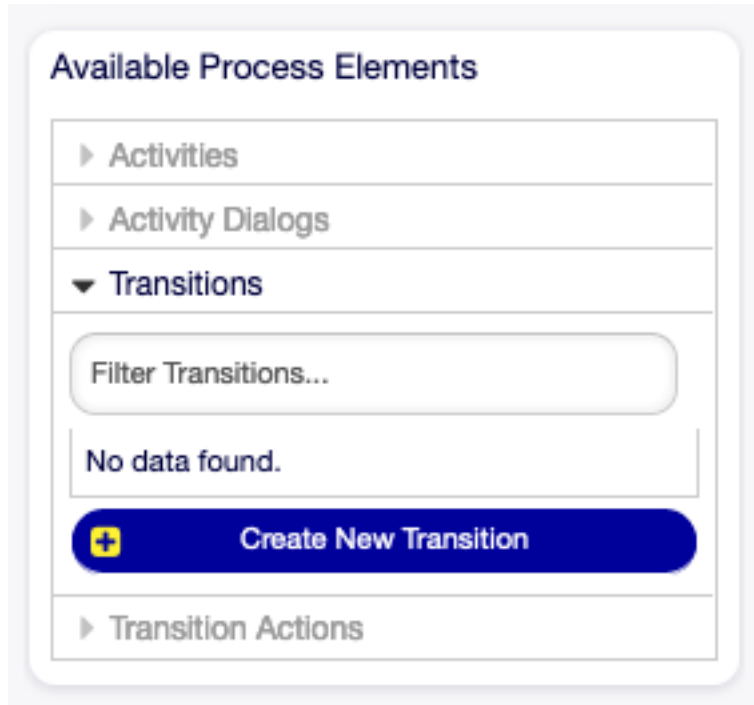 Available Process Elements
Activities
Activity Dialogs
Transitions
Filter Transitions...
No data found.
Create New Transition
Transition Actions